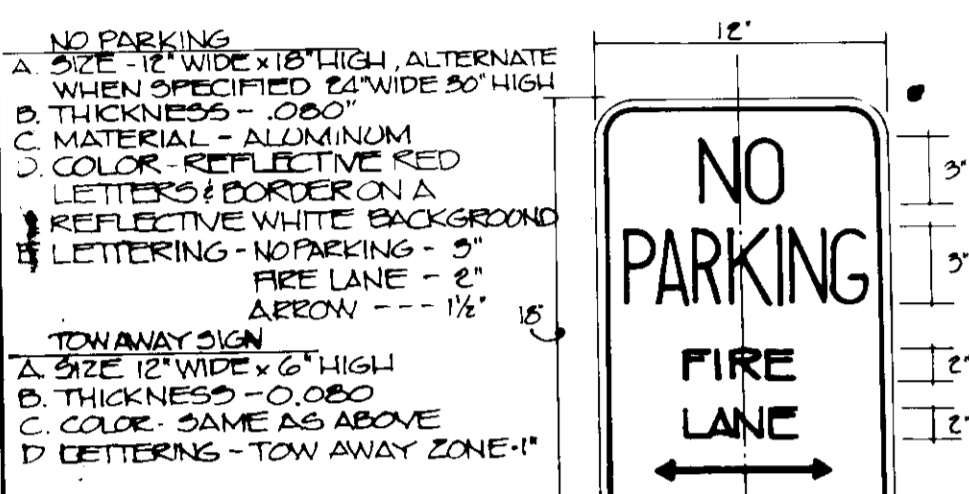 NO PARKING
A. SIZE - 12" WIDE x 18" HIGH, ALTERNATE
WHEN SPECIFIED 24" WIDE 30" HIGH
B. THICKNESS - .080"
C. MATERIAL - ALUMINUM
D. COLOR - REFLECTIVE RED
LETTERS & BORDER ON A
REFLECTIVE WHITE BACKGROUND
E LETTERING - NO PARKING - 3"
FIRE LANE - 2"
ARROW --- 1½"
TOW AWAY SIGN
A. SIZE 12" WIDE x 6" HIGH
B. THICKNESS - 0.080
C. COLOR - SAME AS ABOVE
D LETTERING - TOW AWAY ZONE - 1"
12"
18"
NO
PARKING
FIRE
LANE
3"
3"
2"
2"